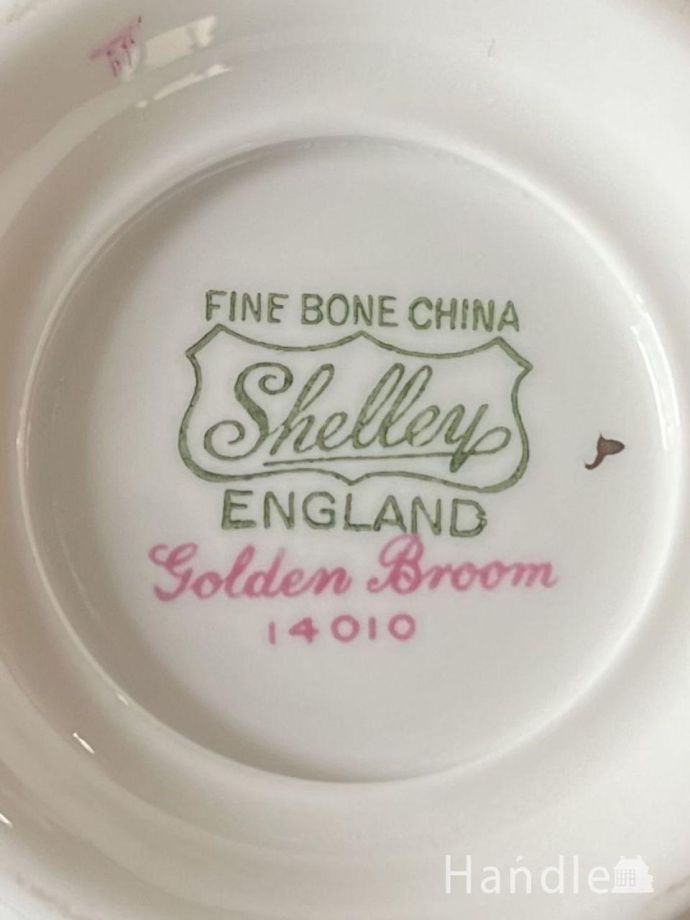 FINE BONE CHINA
Shelley
ENGLAND
Golden Broom
14010
Handle